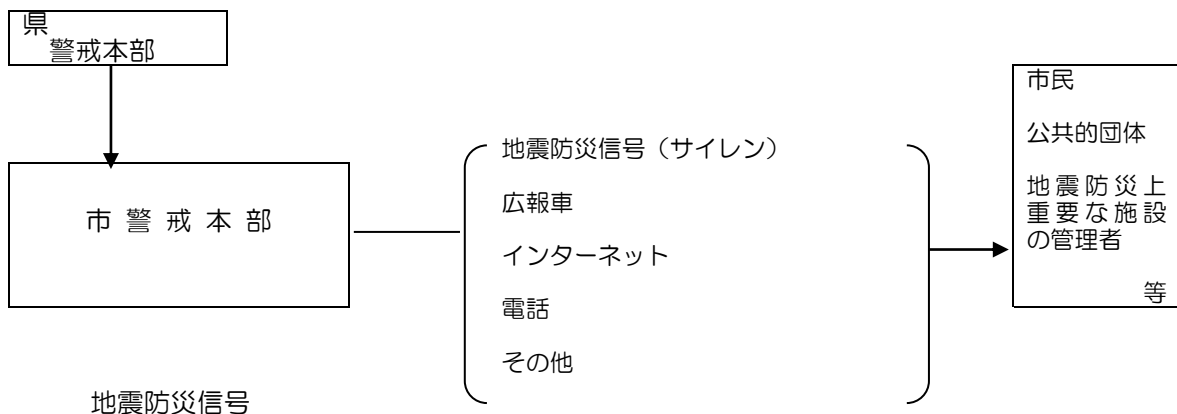 県
警戒本部
市警戒本部
地震防災信号（サイレン）
広報車
インターネット
電話
その他
市民
公共的団体
地震防災上
重要な施設
の管理者
等
地震防災信号